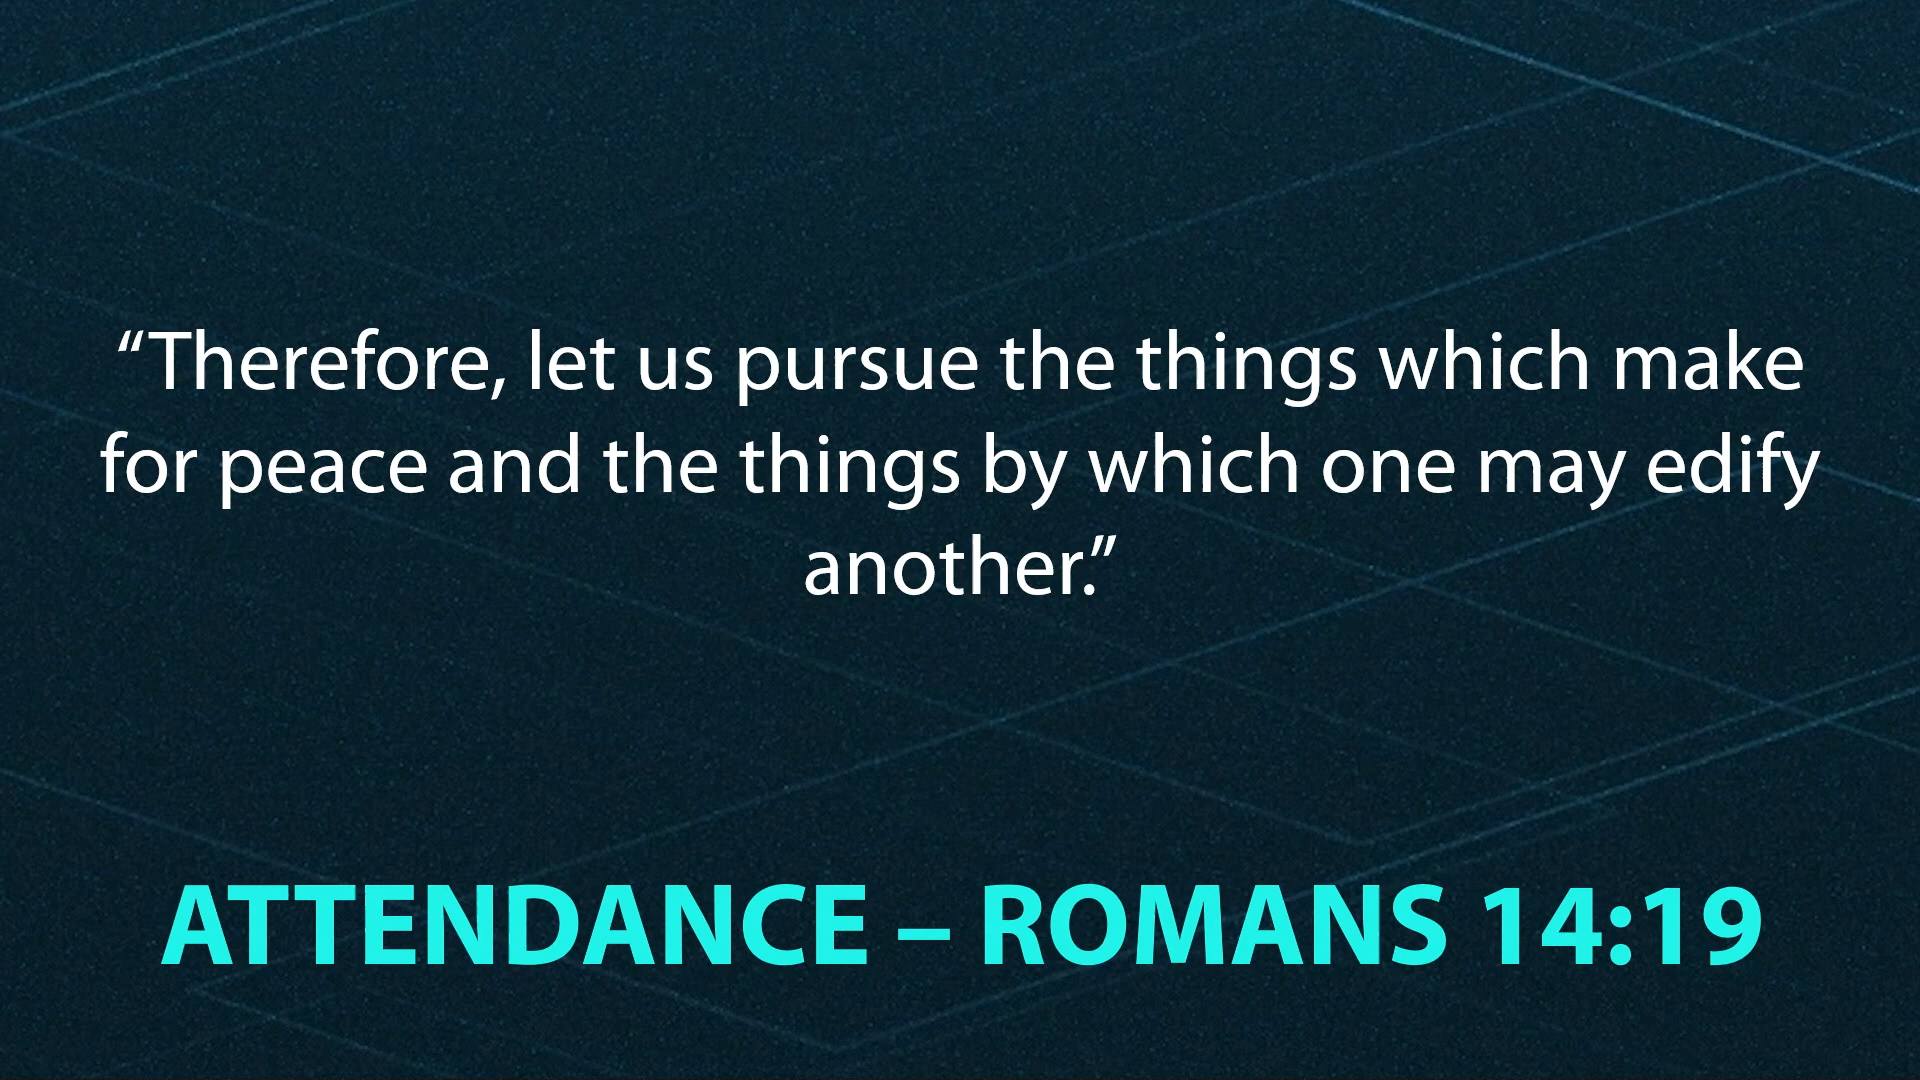 “Therefore, let us pursue the things which make
for peace and the things by which one may edify
another.”
ATTENDANCE – ROMANS 14:19